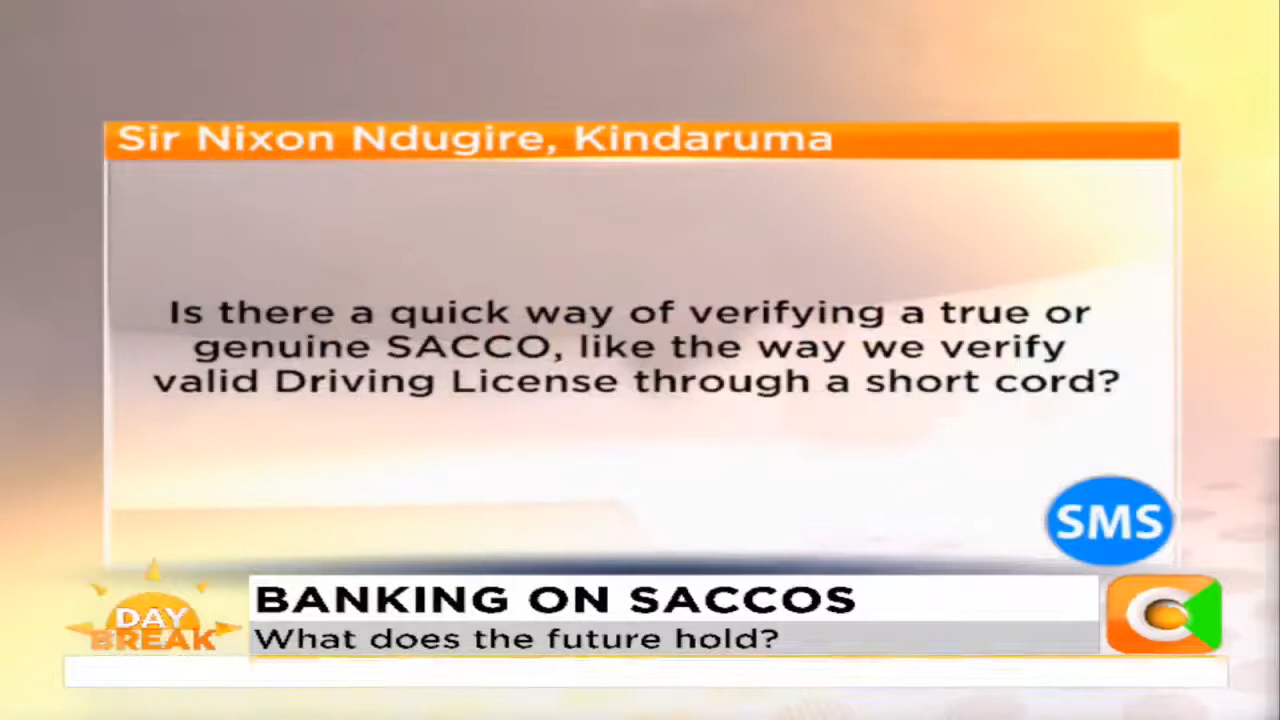 Sir Nixon Ndugire, Kindaruma
Is there a quick way of verifying a true or
genuine SACCO, like the way we verify
valid Driving License through a short cord?
SMS
DAY
BREAK
BANKING ON SACCOS
What does the future hold?